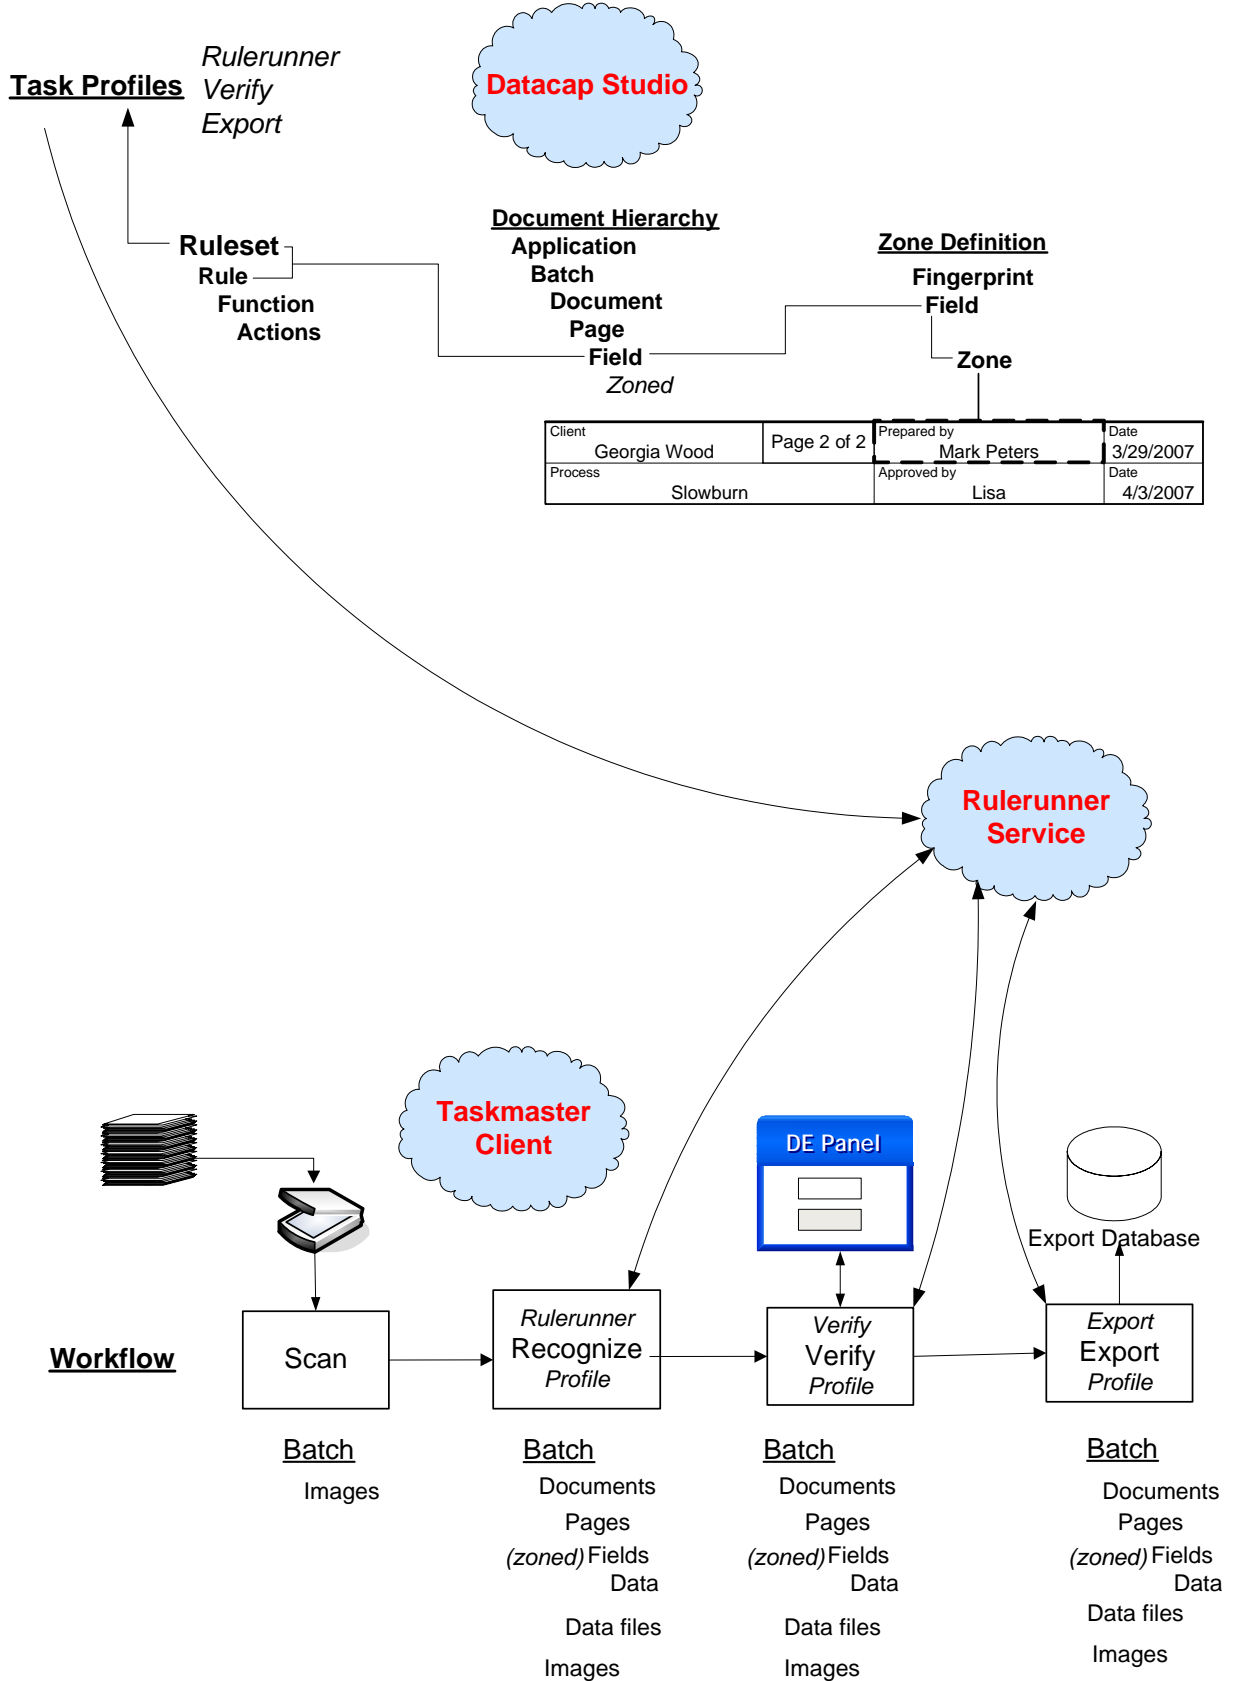 Task Profiles
Rulerunner
Verify
Export
Datacap Studio
Ruleset
Rule
Function
Actions
Document Hierarchy
Application
Batch
Document
Page
Field
Zoned
Zone Definition
Fingerprint
Field
Zone
Client
Georgia Wood
Page 2 of 2
Prepared by
Mark Peters
Date
3/29/2007
Process
Slowburn
Approved by
Lisa
Date
4/3/2007
Rulerunner
Service
Taskmaster
Client
DE Panel
Export Database
Workflow
Scan
Rulerunner
Recognize
Profile
Verify
Verify
Profile
Export
Export
Profile
Batch
Images
Batch
Documents
Pages
(zoned) Fields
Data
Data files
Images
Batch
Documents
Pages
(zoned) Fields
Data
Data files
Images
Batch
Documents
Pages
(zoned) Fields
Data
Data files
Images